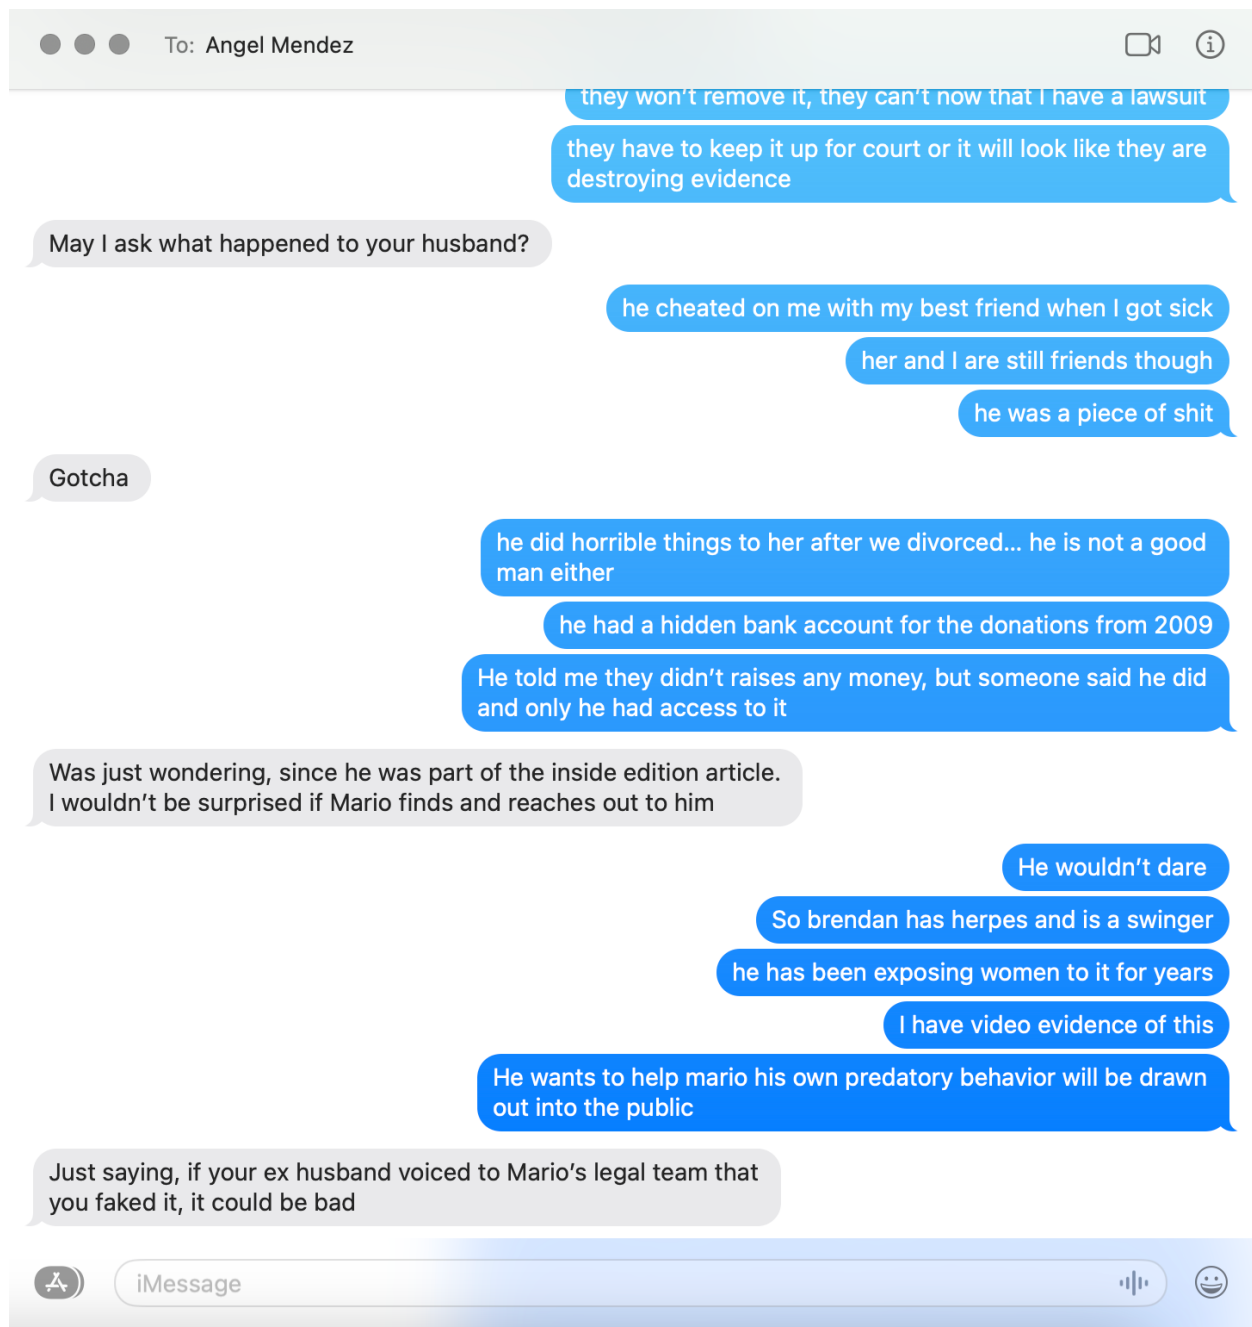 To: Angel Mendez
they won't remove it, they can't now that I have a lawsuit
they have to keep it up for court or it will look like they are
destroying evidence
May I ask what happened to your husband?
he cheated on me with my best friend when I got sick
her and I are still friends though
he was a piece of shit
Gotcha
he did horrible things to her after we divorced... he is not a good
man either
he had a hidden bank account for the donations from 2009
He told me they didn't raises any money, but someone said he did
and only he had access to it
Was just wondering, since he was part of the inside edition article.
I wouldn't be surprised if Mario finds and reaches out to him
He wouldn't dare
So brendan has herpes and is a swinger
he has been exposing women to it for years
I have video evidence of this
He wants to help mario his own predatory behavior will be drawn
out into the public
Just saying, if your ex husband voiced to Mario's legal team that
you faked it, it could be bad
iMessage